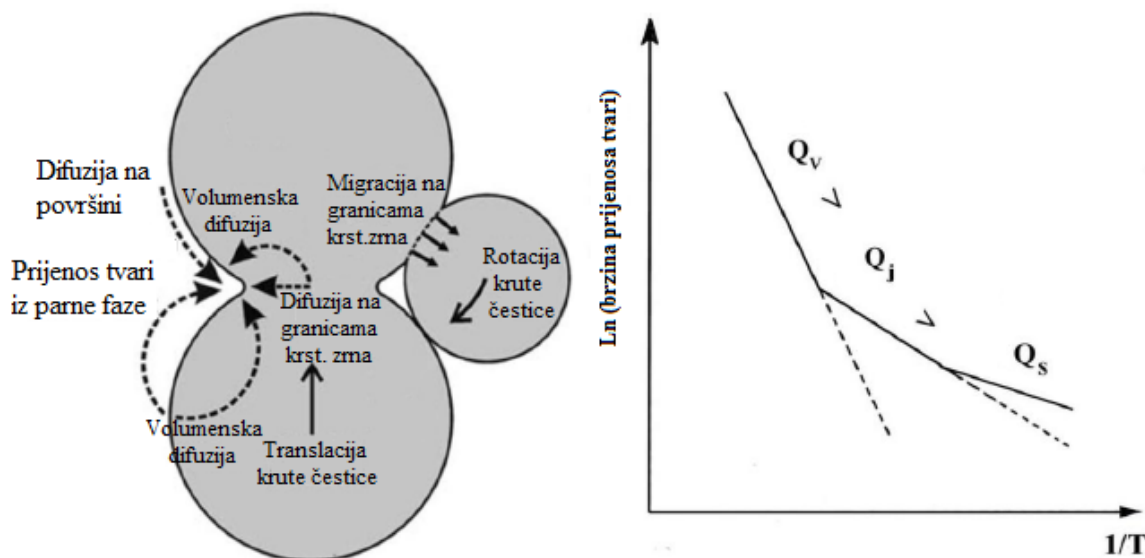 Difuzija na
površini
Prijenos tvari
iz parne faze
Volumenska
difuzija
Migracija na
granicama
krst.zrna
Rotacija
krute
čestice
Difuzija na
granicama
krst. zrna
Volumenska
difuzija
Translacija
krute čestice
Ln (brzina prijenosa tvari)
Qv
>
Qj
>
Qs
1/T